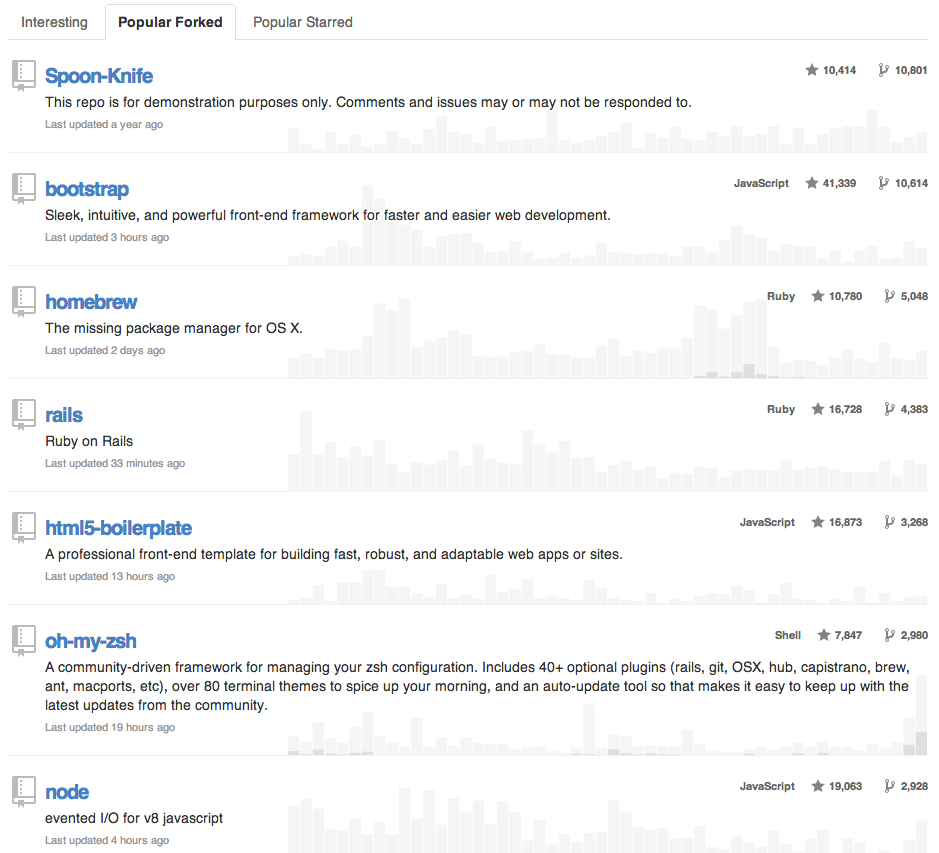 Interesting Popular Forked Popular Starred
Spoon-Knife 10,414 10,801
This repo is for demonstration purposes only. Comments and issues may or may not be responded to.
Last updated a year ago
bootstrap JavaScript 41,339 10,614
Sleek, intuitive, and powerful front-end framework for faster and easier web development.
Last updated 3 hours ago
homebrew Ruby 10,780 5,048
The missing package manager for OS X.
Last updated 2 days ago
rails Ruby 16,728 4,383
Ruby on Rails
Last updated 33 minutes ago
html5-boilerplate JavaScript 16,873 3,268
A professional front-end template for building fast, robust, and adaptable web apps or sites.
Last updated 13 hours ago
oh-my-zsh Shell 7,847 2,980
A community-driven framework for managing your zsh configuration. Includes 40+ optional plugins (rails, git, OSX, hub, capistrano, brew,
ant, macports, etc), over 80 terminal themes to spice up your morning, and an auto-update tool so that makes it easy to keep up with the
latest updates from the community.
Last updated 19 hours ago
node JavaScript 19,063 2,928
evented I/O for v8 javascript
Last updated 4 hours ago